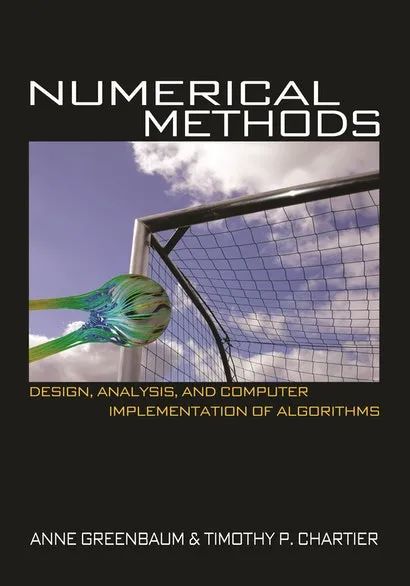 NUMERICAL
METHODS
DESIGN, ANALYSIS, AND COMPUTER
IMPLEMENTATION OF ALGORITHMS
ANNE GREENBAUM & TIMOTHY P. CHARTIER